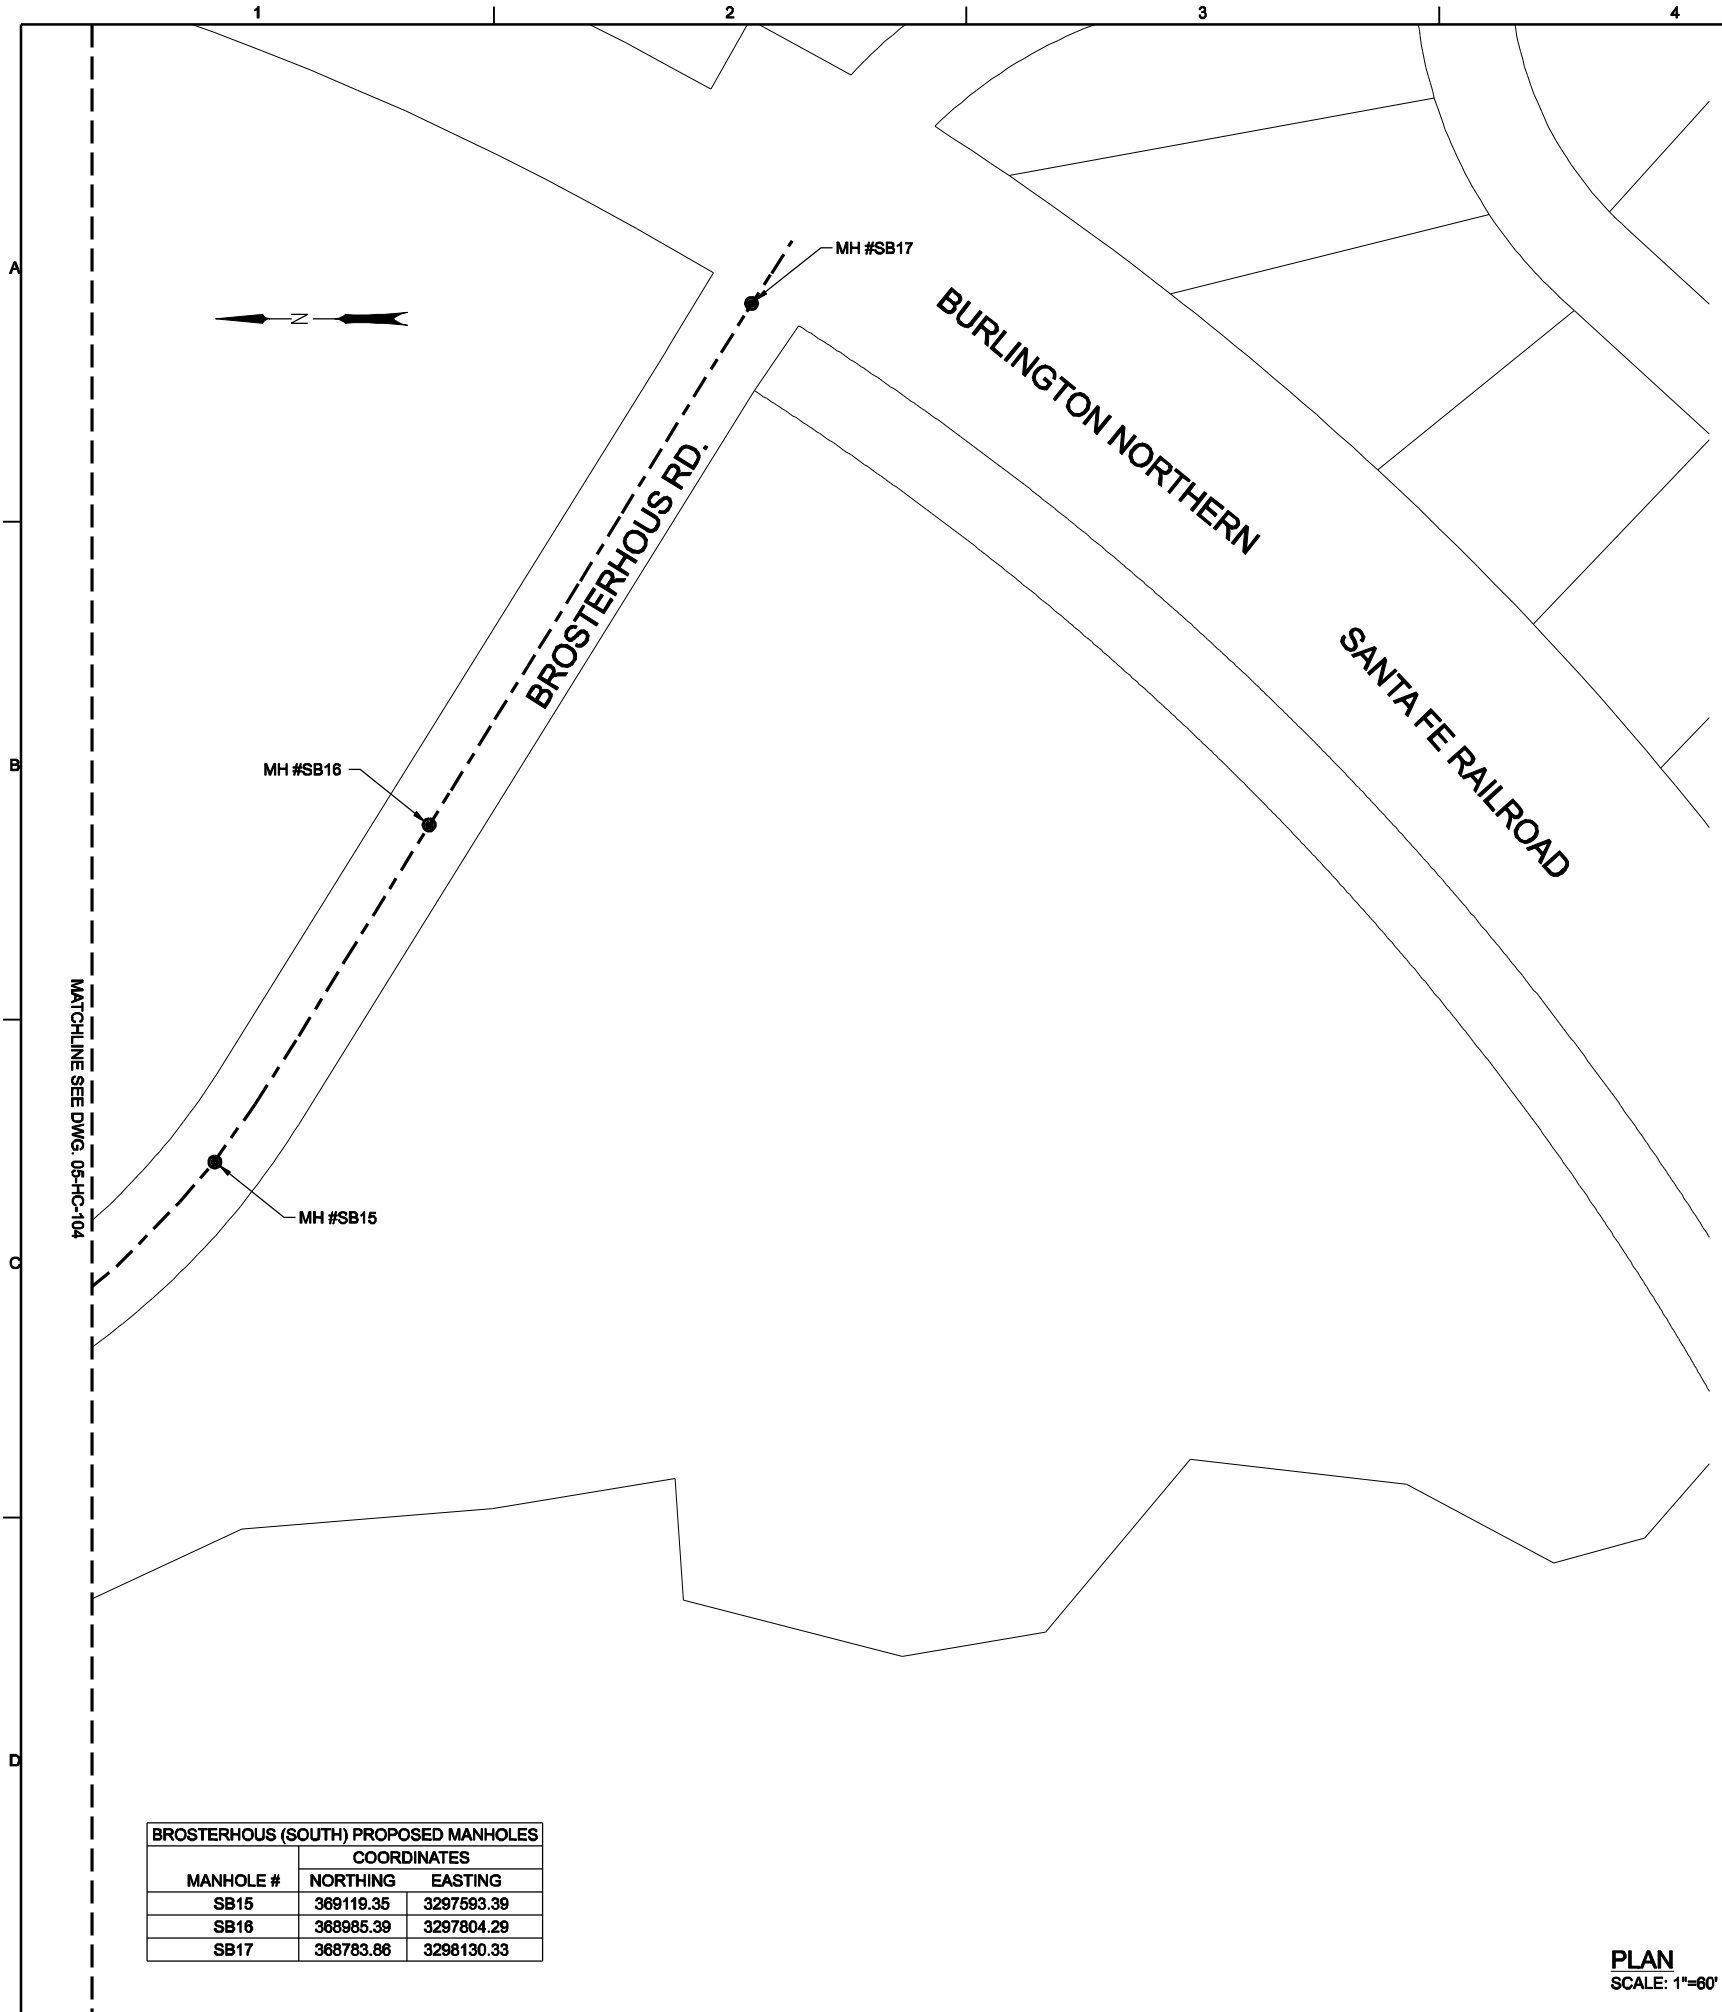 1 2 3 4
A
MH #SB17
N
BURLINGTON NORTHERN
BROSTERHOUS RD.
SANTA FE RAILROAD
B
MH #SB16
MATCHLINE SEE DWG. 05-HC-104
MH #SB15
C
D
BROSTERHOUS (SOUTH) PROPOSED MANHOLES
COORDINATES
MANHOLE # NORTHING EASTING
SB15 369119.35 3297593.39
SB16 368985.39 3297804.29
SB17 368783.86 3298130.33
PLAN
SCALE: 1"=60'